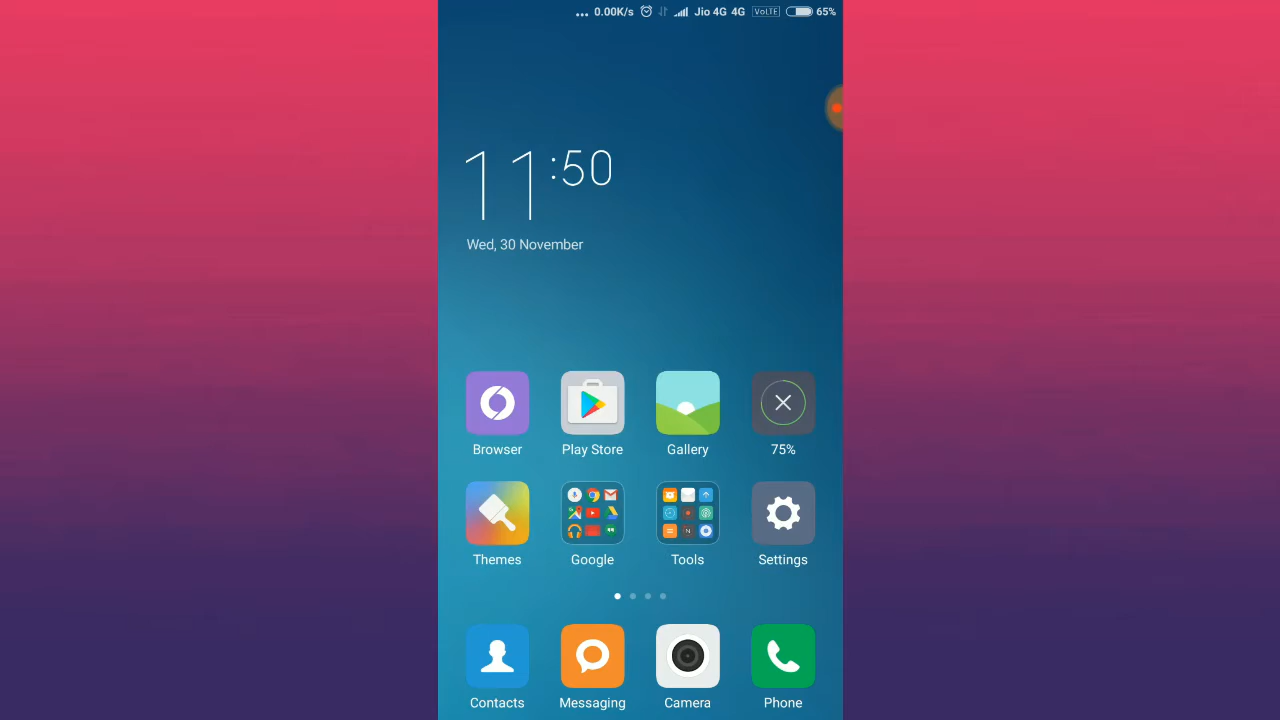 ... 0.00K/s Jio 4G 4G VoLTE 65%
11:50
Wed, 30 November
Browser Play Store Gallery 75%
Themes Google Tools Settings
Contacts Messaging Camera Phone